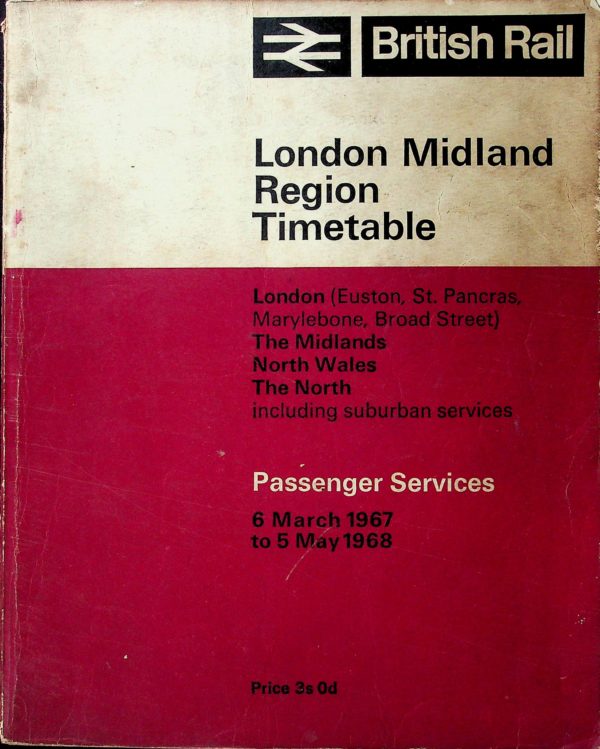 British Rail
London Midland
Region
Timetable
London (Euston, St. Pancras,
Marylebone, Broad Street)
The Midlands
North Wales
The North
including suburban services
Passenger Services
6 March 1967
to 5 May 1968
Price 3s 0d